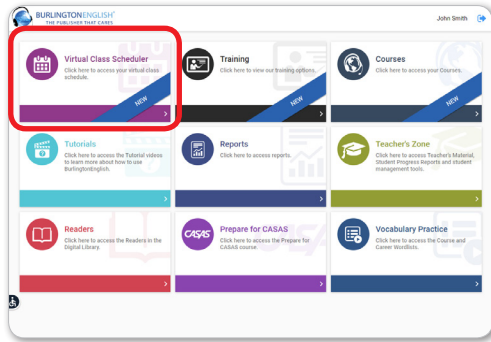 BURLINGTONENGLISH®
THE PUBLISHER THAT CARES
John Smith
Virtual Class Scheduler
Click here to access your virtual class
schedule.
NEW
Training
Click here to view our training options.
NEW
Courses
Click here to access your Courses.
NEW
Tutorials
Click here to access the Tutorial videos
to learn more about how to use
BurlingtonEnglish.
Reports
Click here to access reports.
Teacher's Zone
Click here to access Teacher's Material,
Student Progress Reports and student
management tools.
Readers
Click here to access the Readers in the
Digital Library.
CASAS
Prepare for CASAS
Click here to access the Prepare for
CASAS course.
Vocabulary Practice
Click here to access the Course and
Career Wordlists.